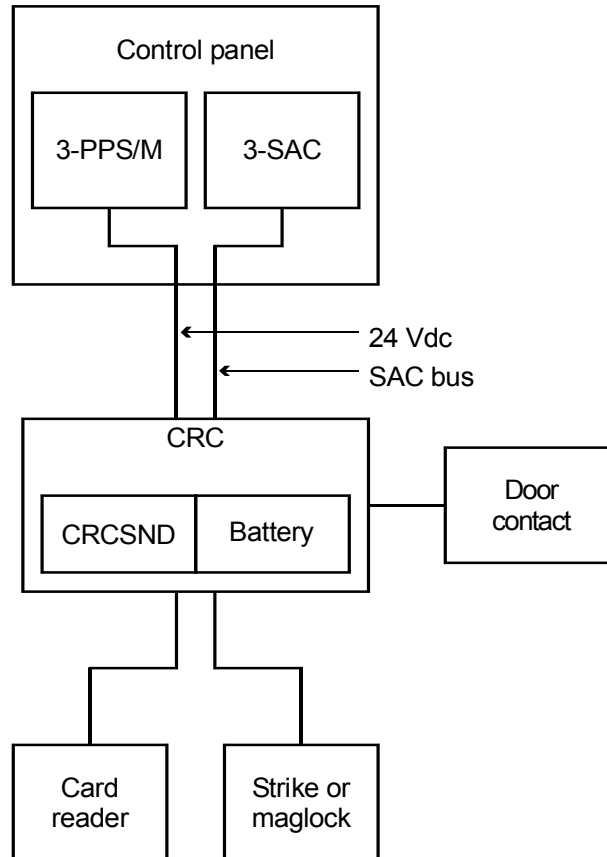 Control panel
3-PPS/M
3-SAC
24 Vdc
SAC bus
CRC
CRCSND
Battery
Door
contact
Card
reader
Strike or
maglock